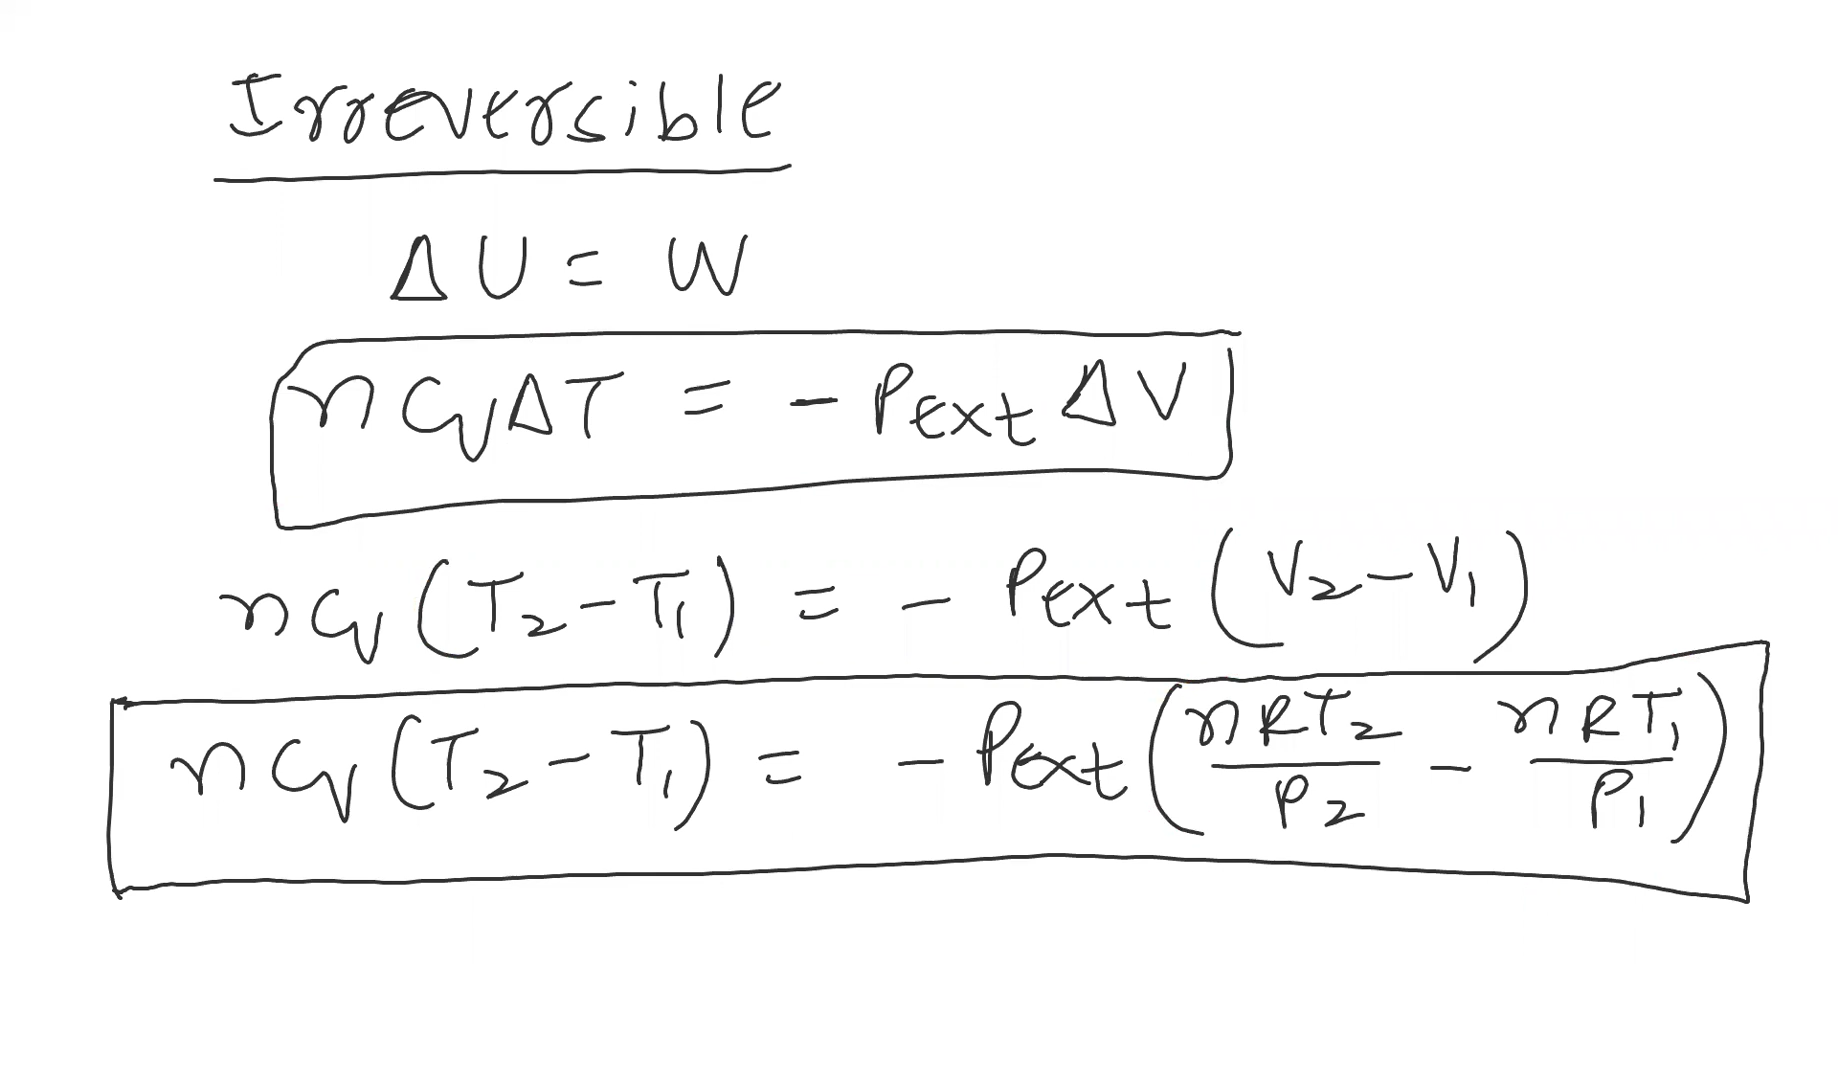 Irreversible
ΔU = W
nCvΔT = - PExt ΔV
nCv (T2-T1) = - Pext (V2-V1)
nCv (T2-T1) = - Pext (nRT2/P2 - nRT1/P1)